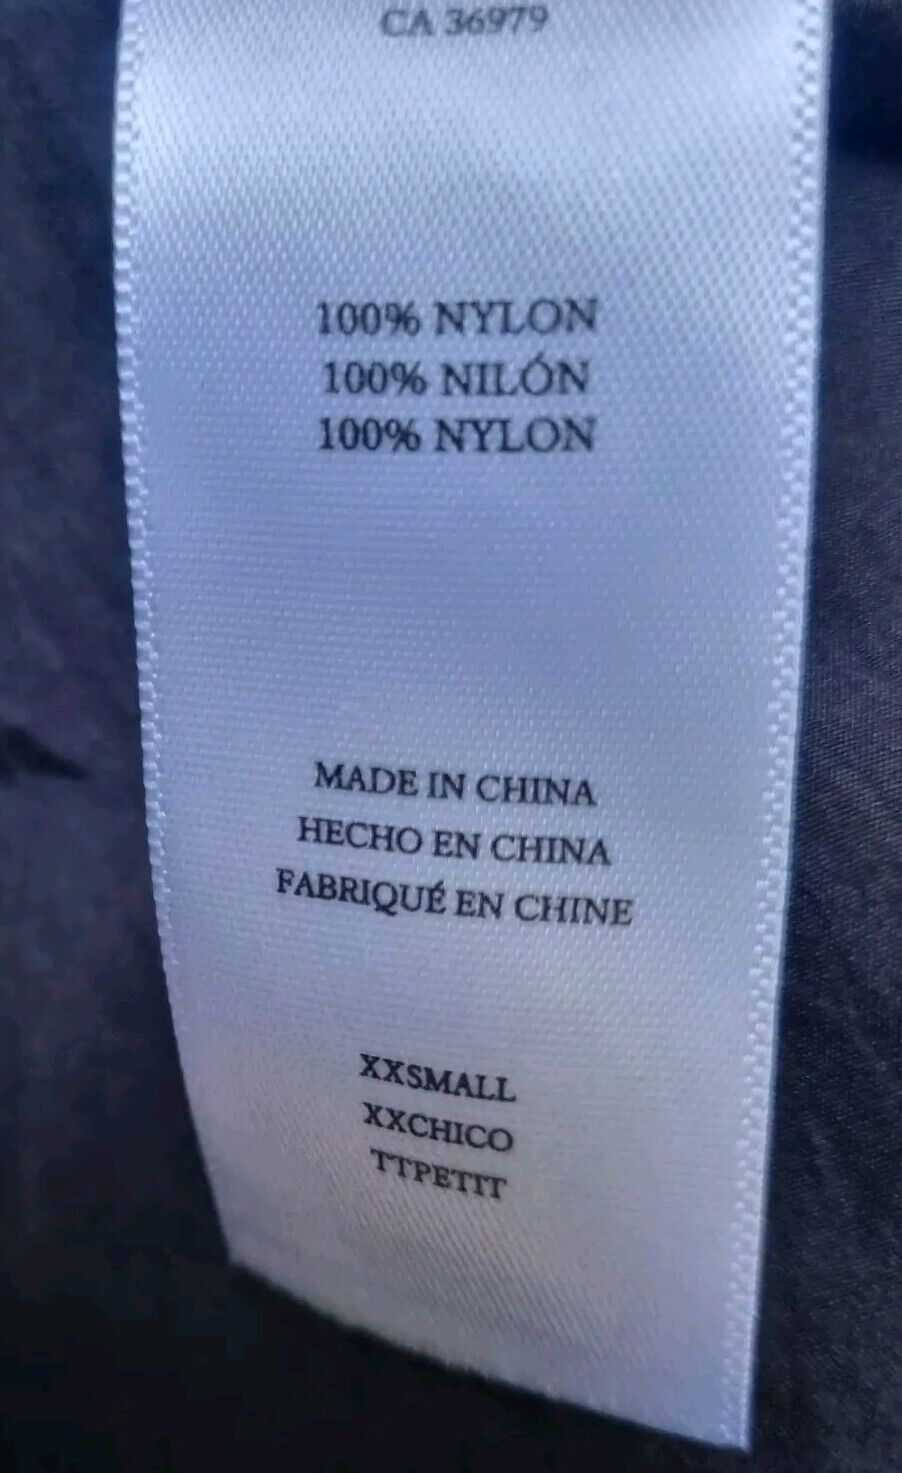 CA 36979
100% NYLON
100% NILÓN
100% NYLON
MADE IN CHINA
HECHO EN CHINA
FABRIQUÉ EN CHINE
XXSMALL
XXCHICO
TTPETIT